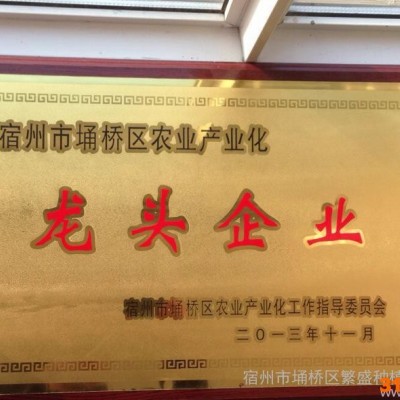 宿州市埇桥区农业产业化
龙头企业
宿州市埇桥区农业产业化工作指导委员会
二〇一三年十一月
宿州市埇桥区繁盛种植